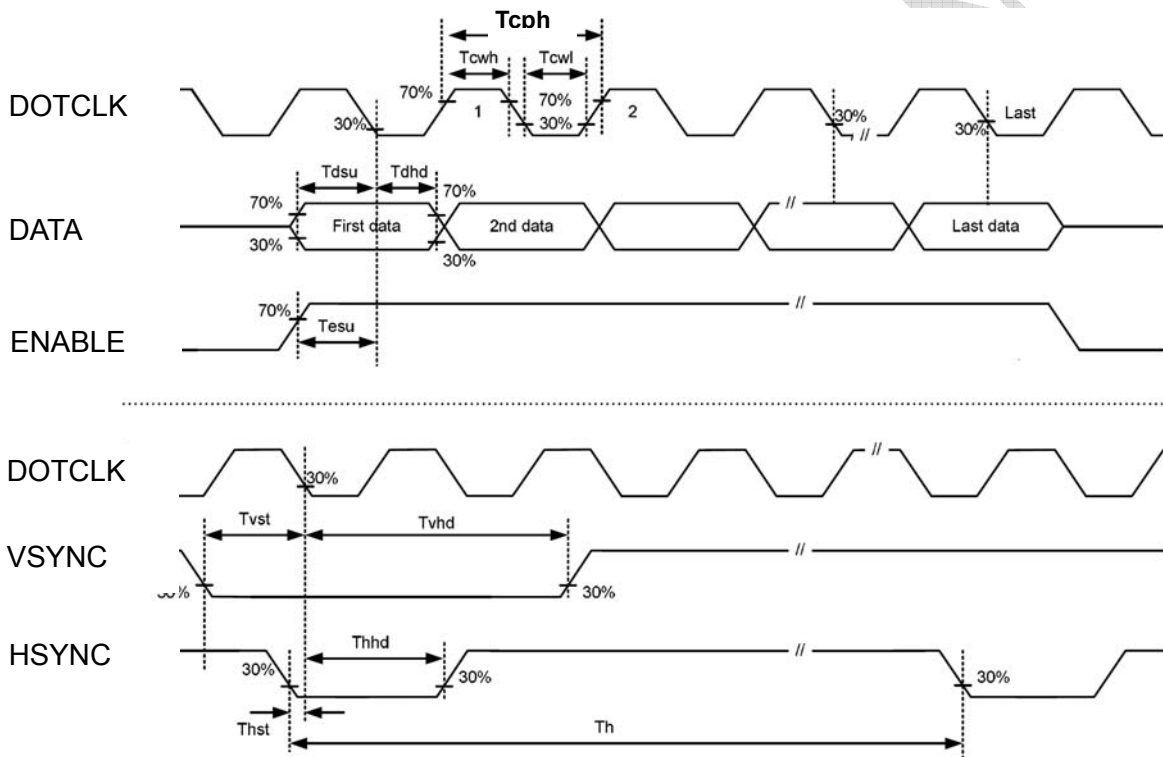 Tcph
Tcwh Tcwl
DOTCLK 70% 1 70% 2
30% 30% 30% // 30% Last
Tdsu Tdhd
70% 70% //
DATA First data 2nd data Last data
30% 30%
70% //
ENABLE Tesu
DOTCLK 30% //
Tvst Tvhd
VSYNC //
30%
Thhd
HSYNC 30% 30% // 30%
Thst Th